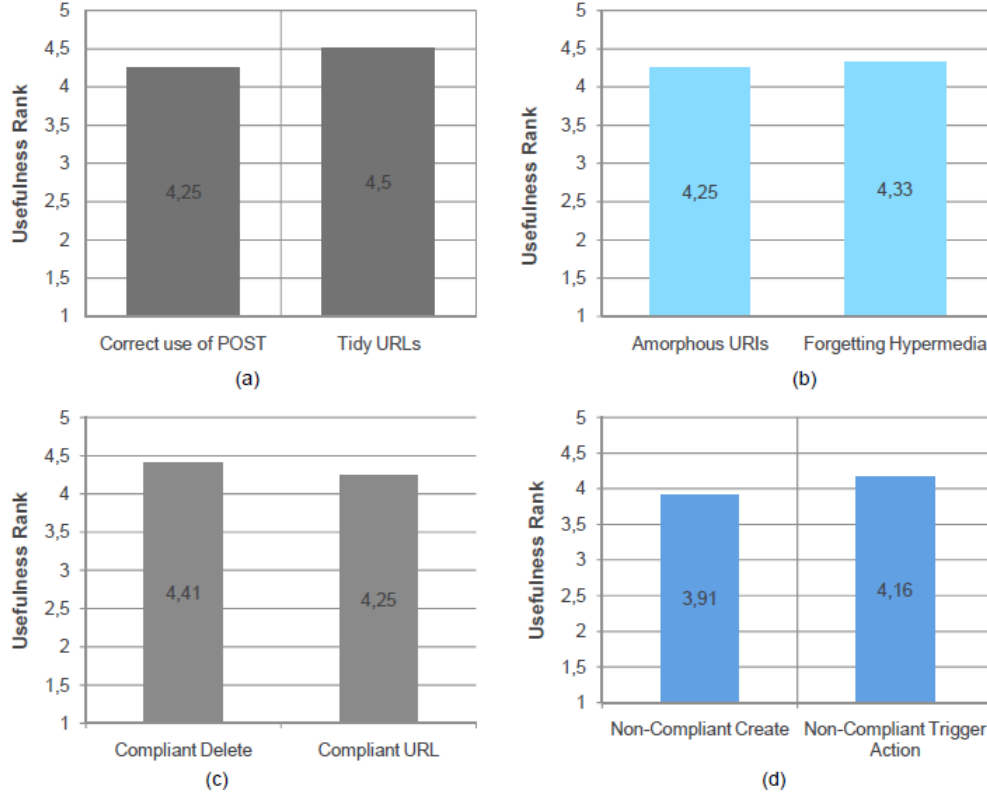 Usefulness Rank
5
4,5
4
3,5
3
2,5
2
1,5
1
4,25
4,5
Correct use of POST
Tidy URLs
(a)
Usefulness Rank
5
4,5
4
3,5
3
2,5
2
1,5
1
4,25
4,33
Amorphous URIs
Forgetting Hypermedia
(b)
Usefulness Rank
5
4,5
4
3,5
3
2,5
2
1,5
1
4,41
4,25
Compliant Delete
Compliant URL
(c)
Usefulness Rank
5
4,5
4
3,5
3
2,5
2
1,5
1
3,91
4,16
Non-Compliant Create
Non-Compliant Trigger
Action
(d)